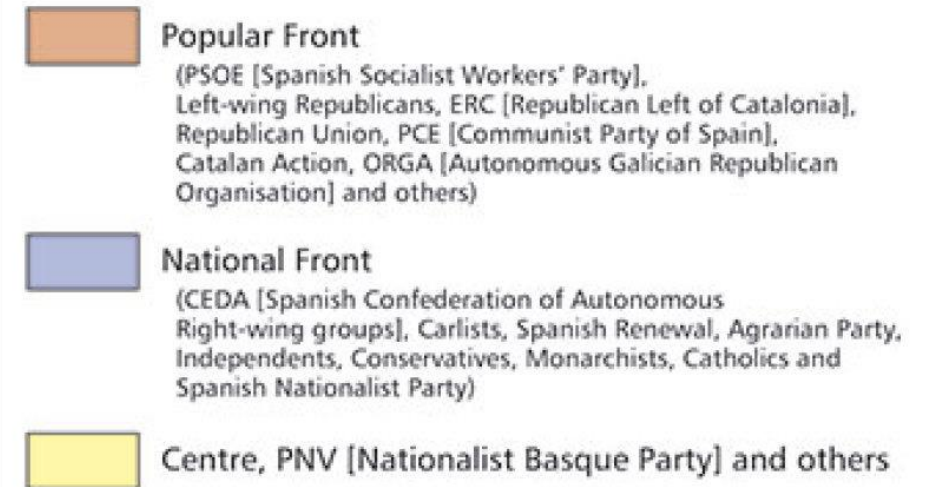 Popular Front
(PSOE [Spanish Socialist Workers' Party],
Left-wing Republicans, ERC [Republican Left of Catalonia],
Republican Union, PCE [Communist Party of Spain],
Catalan Action, ORGA [Autonomous Galician Republican
Organisation] and others)
National Front
(CEDA [Spanish Confederation of Autonomous
Right-wing groups], Carlists, Spanish Renewal, Agrarian Party,
Independents, Conservatives, Monarchists, Catholics and
Spanish Nationalist Party)
Centre, PNV [Nationalist Basque Party] and others